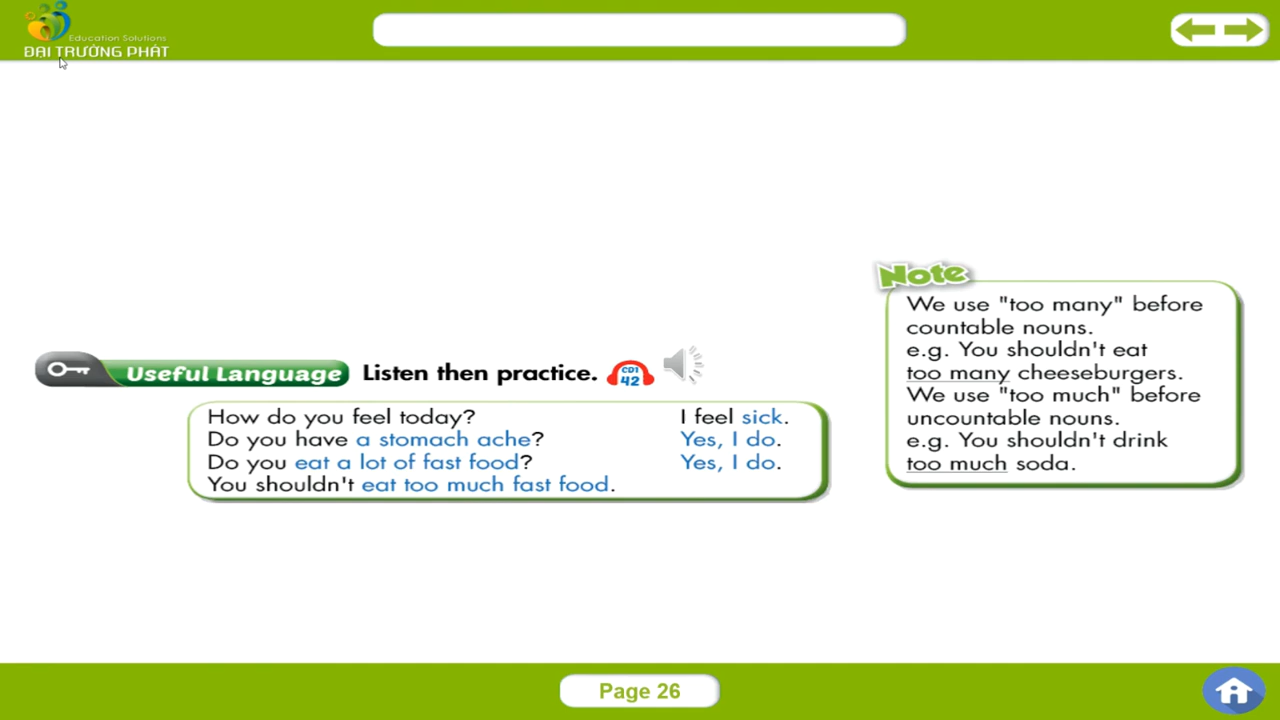 Education Solutions
ĐẠI TRƯỜNG PHÁT
Useful Language Listen then practice. CD1 42
How do you feel today? I feel sick.
Do you have a stomach ache? Yes, I do.
Do you eat a lot of fast food? Yes, I do.
You shouldn't eat too much fast food.
Note
We use "too many" before
countable nouns.
e.g. You shouldn't eat
too many cheeseburgers.
We use "too much" before
uncountable nouns.
e.g. You shouldn't drink
too much soda.
Page 26